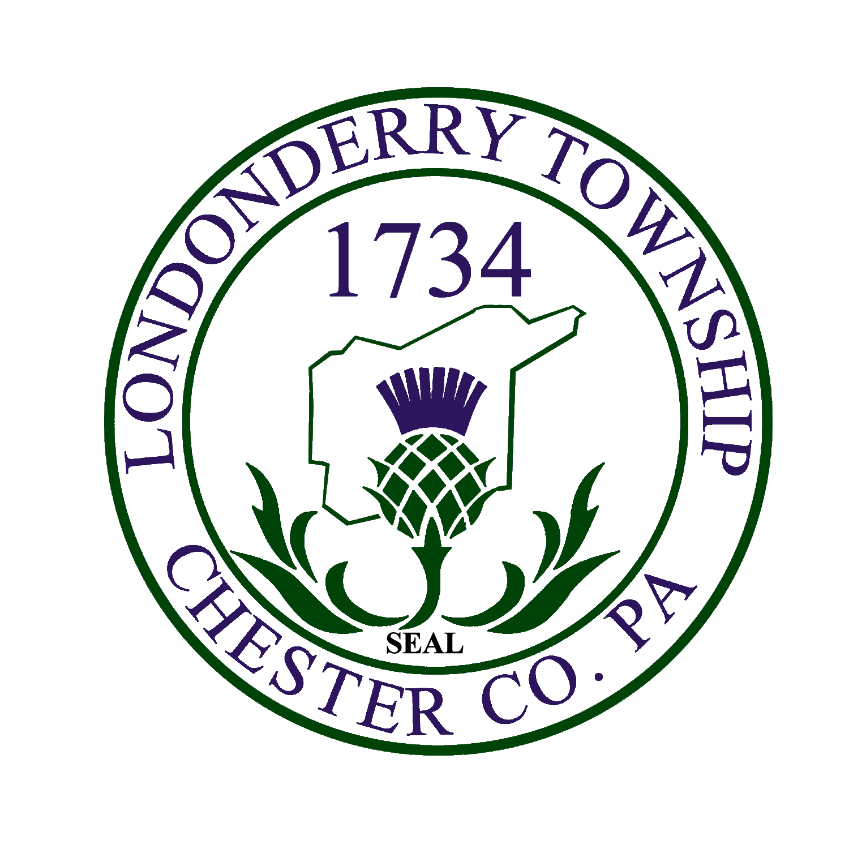 LONDONDERRY TOWNSHIP
1734
SEAL
CHESTER CO. PA